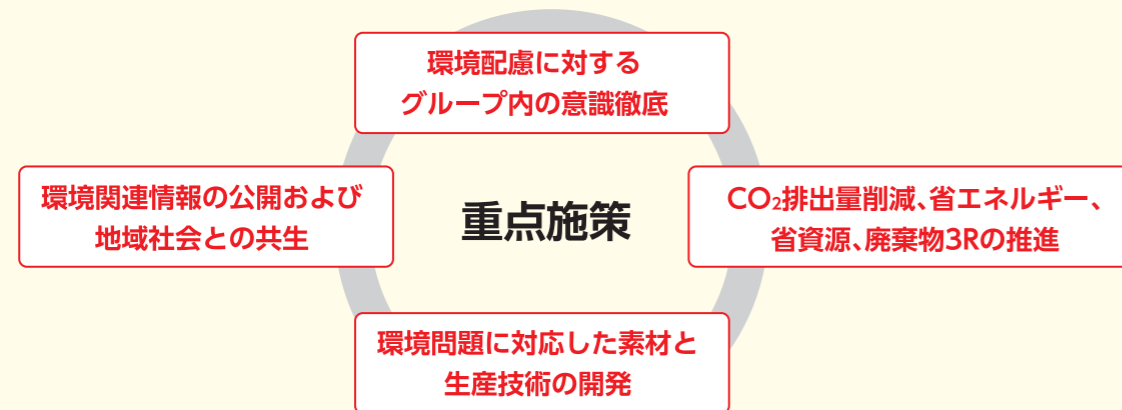 環境配慮に対する
グループ内の意識徹底
環境関連情報の公開および
地域社会との共生
重点施策
CO₂排出量削減、省エネルギー、
省資源、廃棄物3Rの推進
環境問題に対応した素材と
生産技術の開発